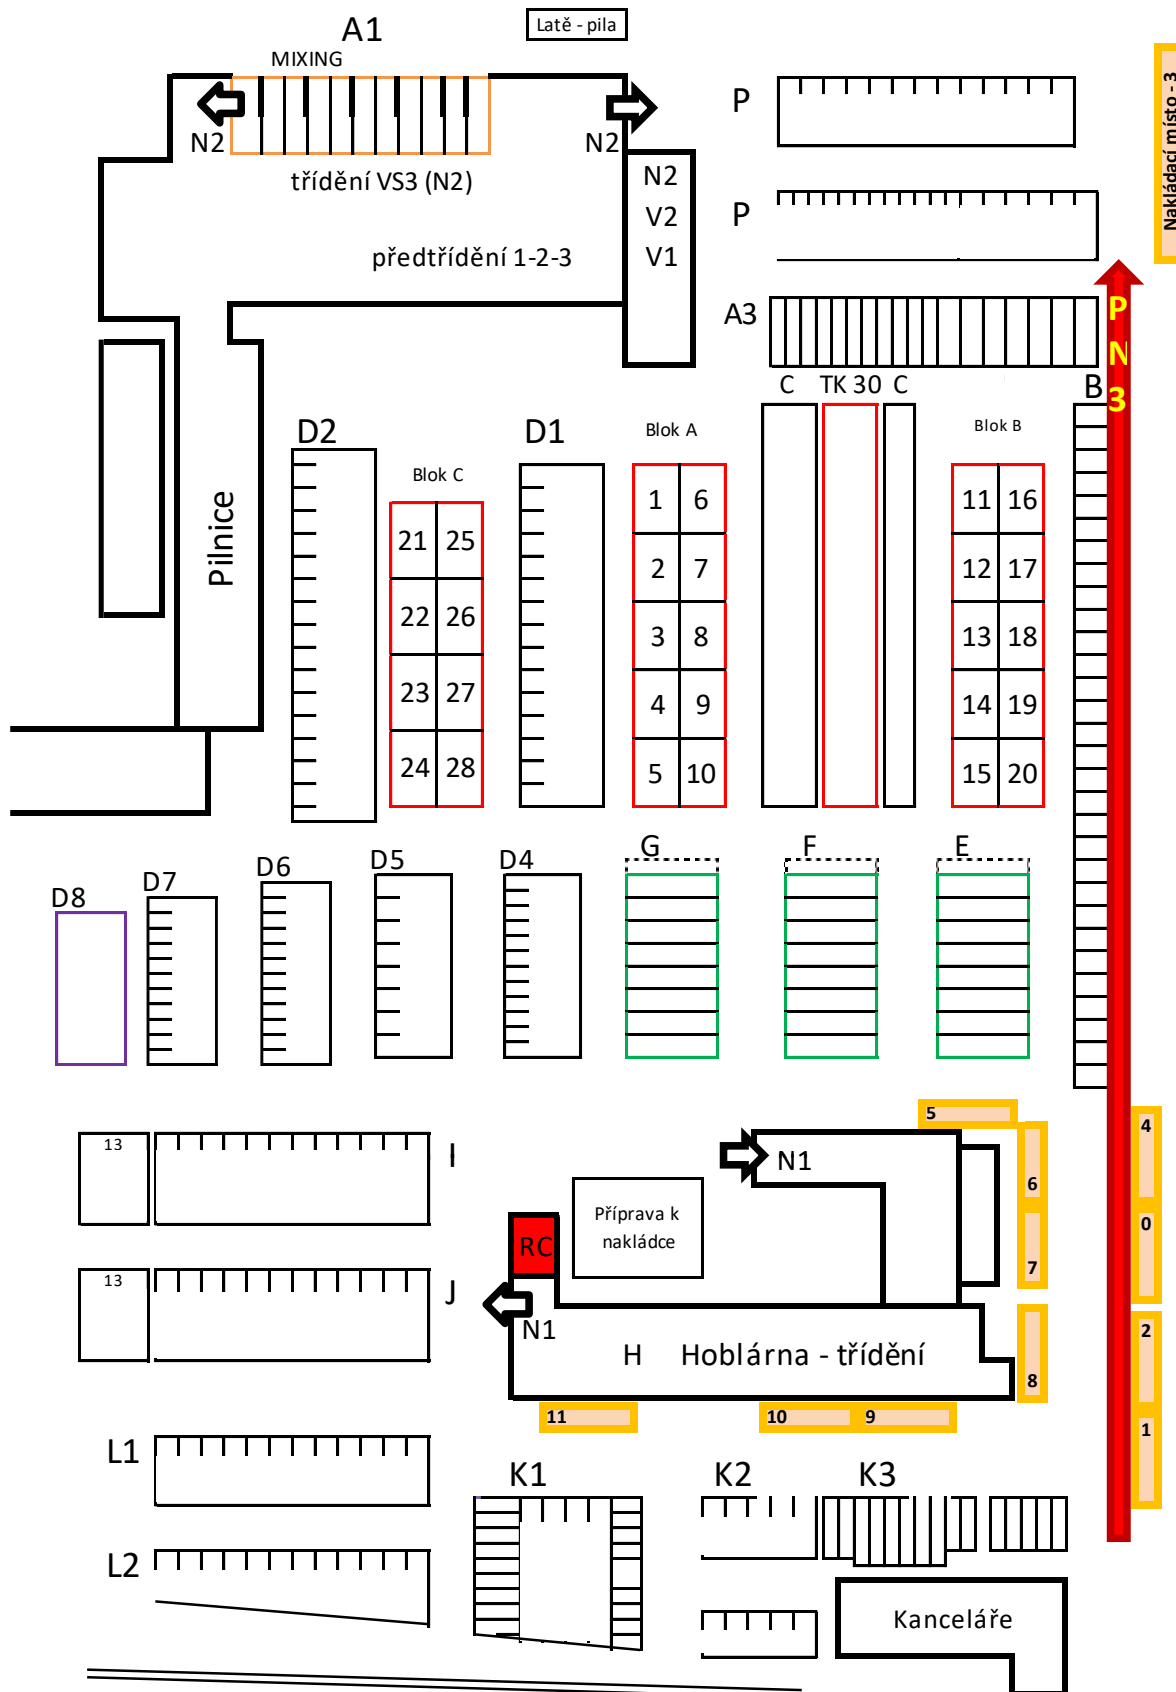 A1
Latě - pila
MIXING
N2
N2
třídění VS3 (N2)
předtřídění 1-2-3
N2
V2
V1
P
P
A3
Nakládací místo - 3
P
N
3
C
TK 30
C
B
D2
Blok C
D1
Blok A
Blok B
Pilnice
21 25
22 26
23 27
24 28
1 6
2 7
3 8
4 9
5 10
11 16
12 17
13 18
14 19
15 20
D8
D7
D6
D5
D4
G
F
E
13
I
13
J
5
6
7
8
4
0
2
1
N1
Příprava k
nakládce
RC
N1
H Hoblárna - třídění
11
10
9
L1
L2
K1
K2
K3
Kanceláře